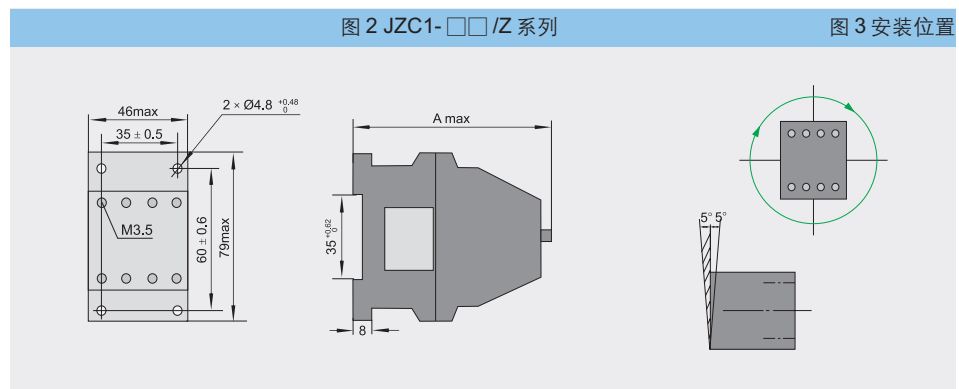 图 2 JZC1- □□ /Z 系列
图 3 安装位置
46max
35 ± 0.5
2 × Ø4.8 +0.48 0
M3.5
60 ± 0.6
79max
A max
35 +0.62 0
8
5° 5°